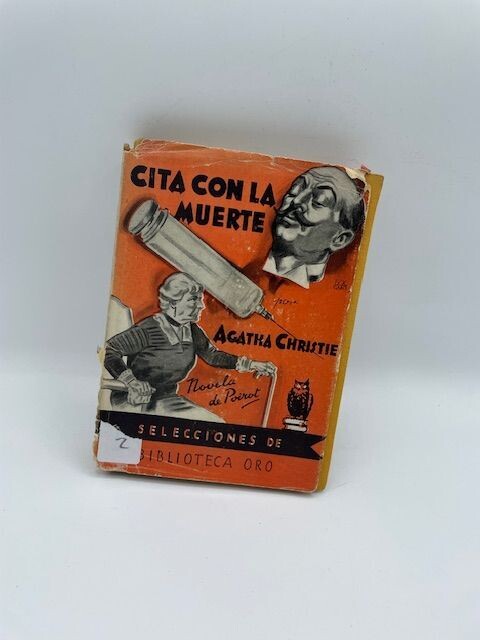 CITA CON LA
MUERTE
AGATHA CHRISTIE
Novela
de Poirot
SELECCIONES DE
BIBLIOTECA ORO
2